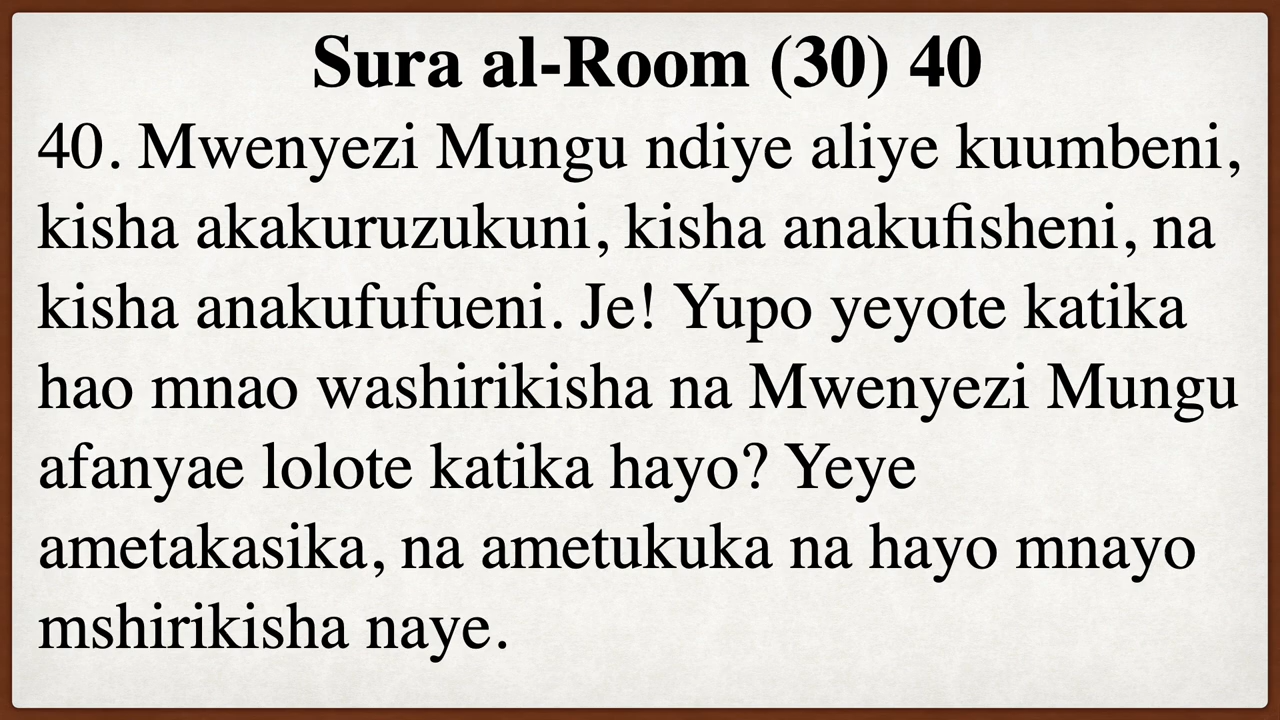 Sura al-Room (30) 40
40. Mwenyezi Mungu ndiye aliye kuumbeni,
kisha akakuruzukuni, kisha anakufisheni, na
kisha anakufufueni. Je! Yupo yeyote katika
hao mnao washirikisha na Mwenyezi Mungu
afanyae lolote katika hayo? Yeye
ametakasika, na ametukuka na hayo mnayo
mshirikisha naye.